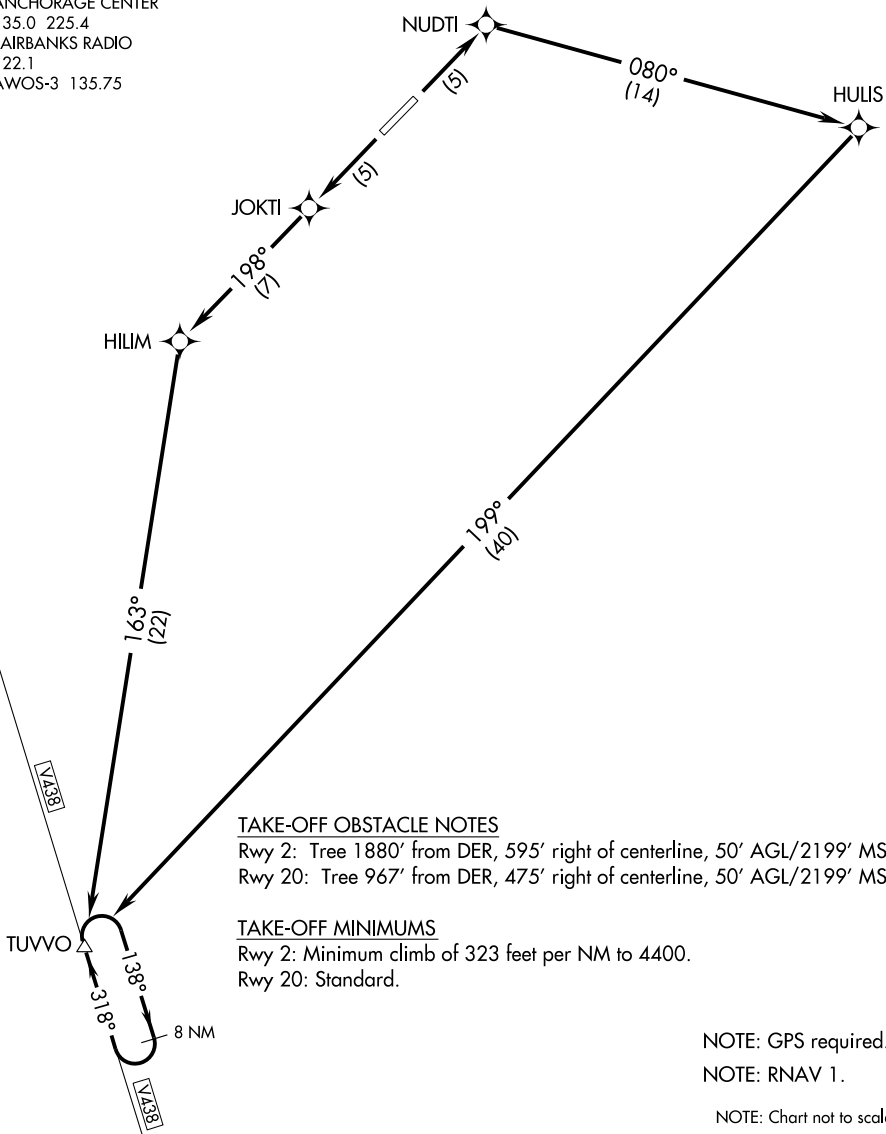 ANCHORAGE CENTER
35.0 225.4
AIRBANKS RADIO
22.1
AWOS-3 135.75
NUDTI
(5)
080°
(14)
HULIS
(5)
JOKTI
198°
(7)
HILIM
199°
(40)
163°
(22)
V438
TAKE-OFF OBSTACLE NOTES
Rwy 2: Tree 1880' from DER, 595' right of centerline, 50' AGL/2199' MS
Rwy 20: Tree 967' from DER, 475' right of centerline, 50' AGL/2199' MS
TAKE-OFF MINIMUMS
Rwy 2: Minimum climb of 323 feet per NM to 4400.
Rwy 20: Standard.
TUVVO
138°
318°
8 NM
V438
NOTE: GPS required.
NOTE: RNAV 1.
NOTE: Chart not to scale